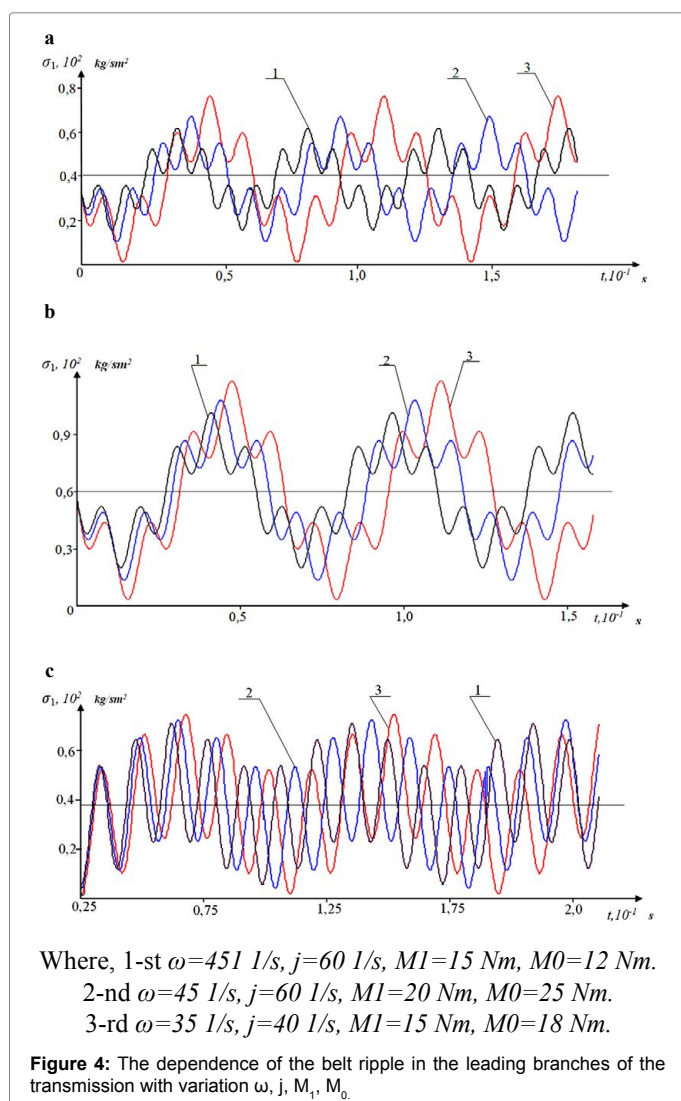 a
σ₁, 10² kg/sm²
0,8
1
2
3
0,6
0,4
0,2
0
0,5
1,0
1,5
t,10⁻¹ s
b
σ₁, 10² kg/sm²
1
2
3
0,9
0,6
0,3
0
0,5
1,0
1,5
t,10⁻¹ s
c
σ₁, 10² kg/sm²
2
3
1
0,6
0,4
0,2
0,25
0,75
1,25
1,75
2,0
t,10⁻¹ s
Where, 1-st ω=451 1/s, j=60 1/s, M1=15 Nm, M0=12 Nm.
2-nd ω=45 1/s, j=60 1/s, M1=20 Nm, M0=25 Nm.
3-rd ω=35 1/s, j=40 1/s, M1=15 Nm, M0=18 Nm.
Figure 4: The dependence of the belt ripple in the leading branches of the
transmission with variation ω, j, M₁, M₀.